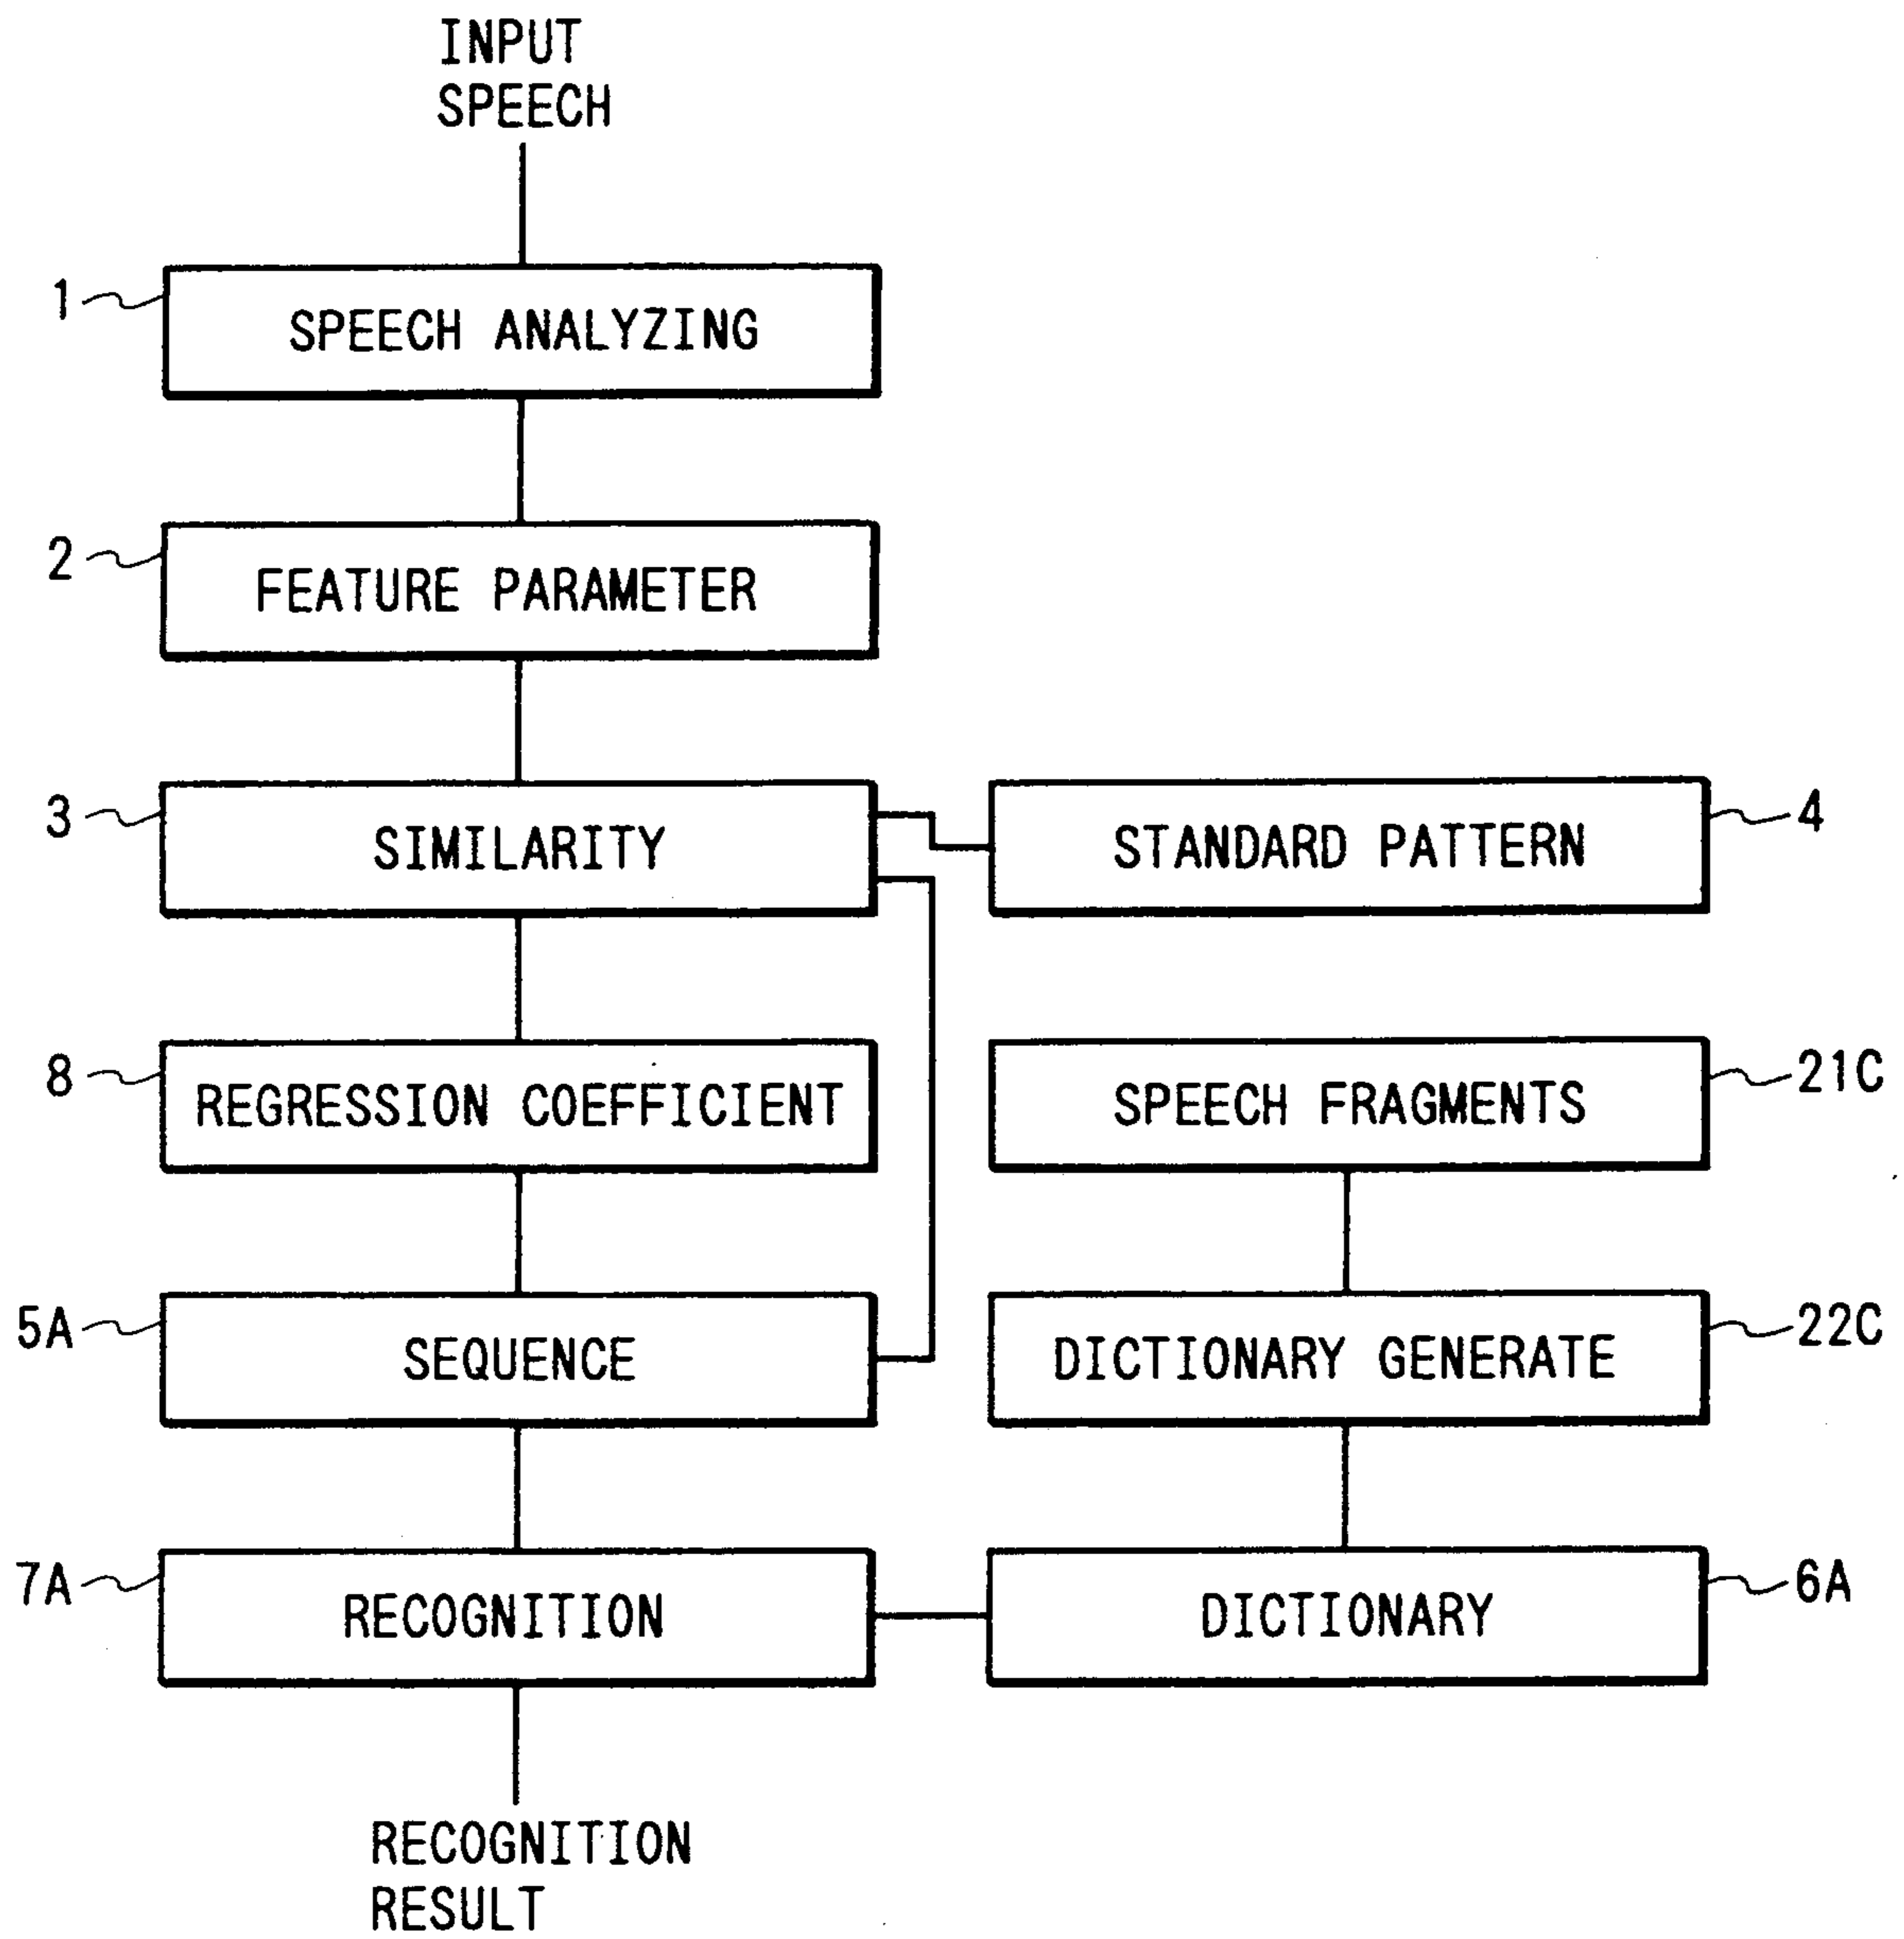 INPUT
SPEECH
1
SPEECH ANALYZING
2
FEATURE PARAMETER
3
SIMILARITY
STANDARD PATTERN
4
8
REGRESSION COEFFICIENT
SPEECH FRAGMENTS
21C
5A
SEQUENCE
DICTIONARY GENERATE
22C
7A
RECOGNITION
DICTIONARY
6A
RECOGNITION
RESULT